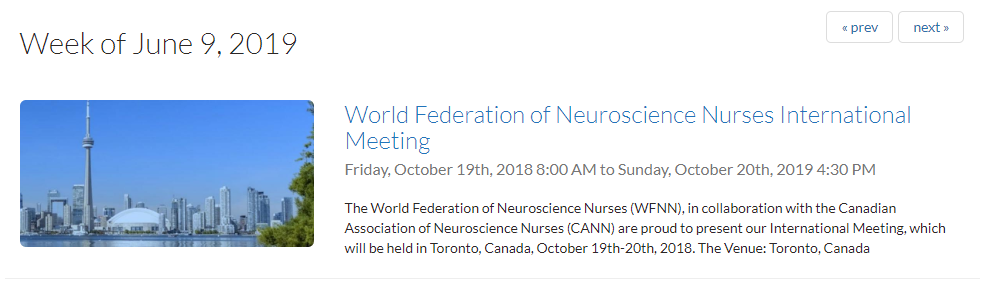 « prev
next »
Week of June 9, 2019
World Federation of Neuroscience Nurses International
Meeting
Friday, October 19th, 2018 8:00 AM to Sunday, October 20th, 2019 4:30 PM
The World Federation of Neuroscience Nurses (WFNN), in collaboration with the Canadian
Association of Neuroscience Nurses (CANN) are proud to present our International Meeting, which
will be held in Toronto, Canada, October 19th-20th, 2018. The Venue: Toronto, Canada